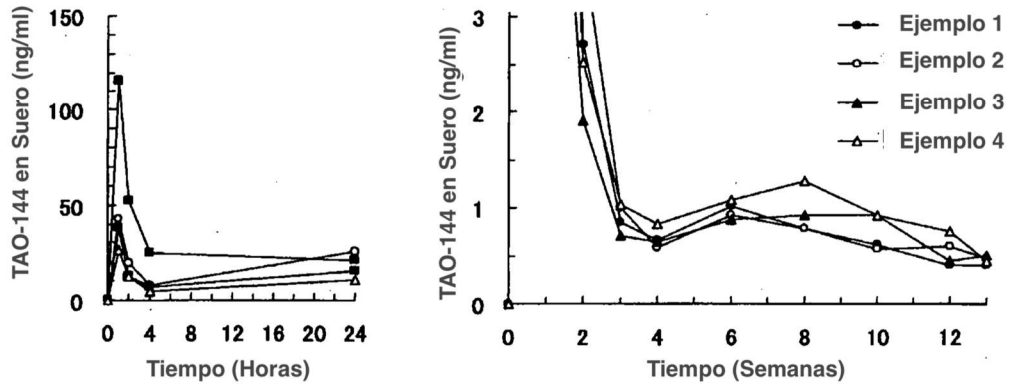 TAO-144 en Suero (ng/ml)
150
100
50
0
0 4 8 12 16 20 24
Tiempo (Horas)
TAO-144 en Suero (ng/ml)
3
2
1
0
0 2 4 6 8 10 12
Tiempo (Semanas)
Ejemplo 1
Ejemplo 2
Ejemplo 3
Ejemplo 4